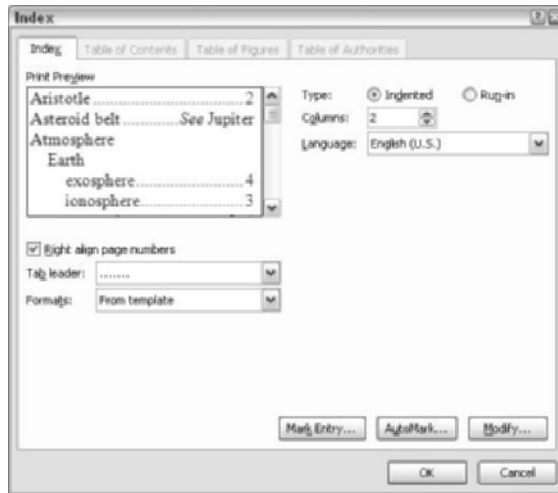 Index
Index Table of Contents Table of Figures Table of Authorities
Print Preview
Aristotle ............ 2
Asteroid belt ............ See Jupiter
Atmosphere
Earth
exosphere ............ 4
ionosphere ............ 3
Type: Indented Run-in
Columns: 2
Language: English (U.S.)
Right align page numbers
Tab leader: .......
Formats: From template
Mark Entry... AutoMark... Modify...
OK Cancel